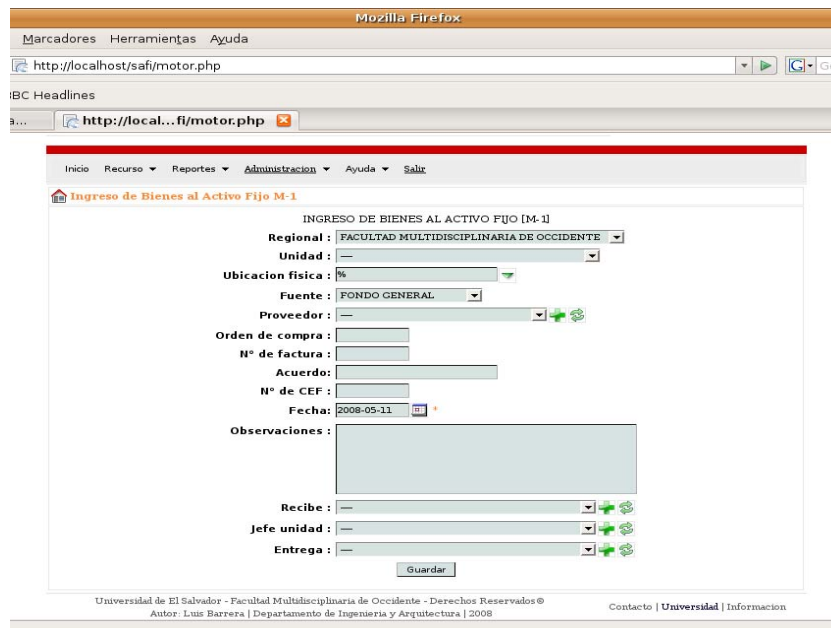 Mozilla Firefox
Marcadores Herramientas Ayuda
http://localhost/safi/motor.php G
BC Headlines
a... http://local...fi/motor.php
Inicio Recurso Reportes Administracion Ayuda Salir
Ingreso de Bienes al Activo Fijo M-1
INGRESO DE BIENES AL ACTIVO FIJO [M-1]
Regional : FACULTAD MULTIDISCIPLINARIA DE OCCIDENTE
Unidad : —
Ubicacion fisica : %
Fuente : FONDO GENERAL
Proveedor : —
Orden de compra :
Nº de factura :
Acuerdo:
Nº de CEF :
Fecha: 2008-05-11 *
Observaciones :
Recibe : —
Jefe unidad : —
Entrega : —
Guardar
Universidad de El Salvador - Facultad Multidisciplinaria de Occidente - Derechos Reservados®
Autor: Luis Barrera | Departamento de Ingenieria y Arquitectura | 2008
Contacto | Universidad | Informacion